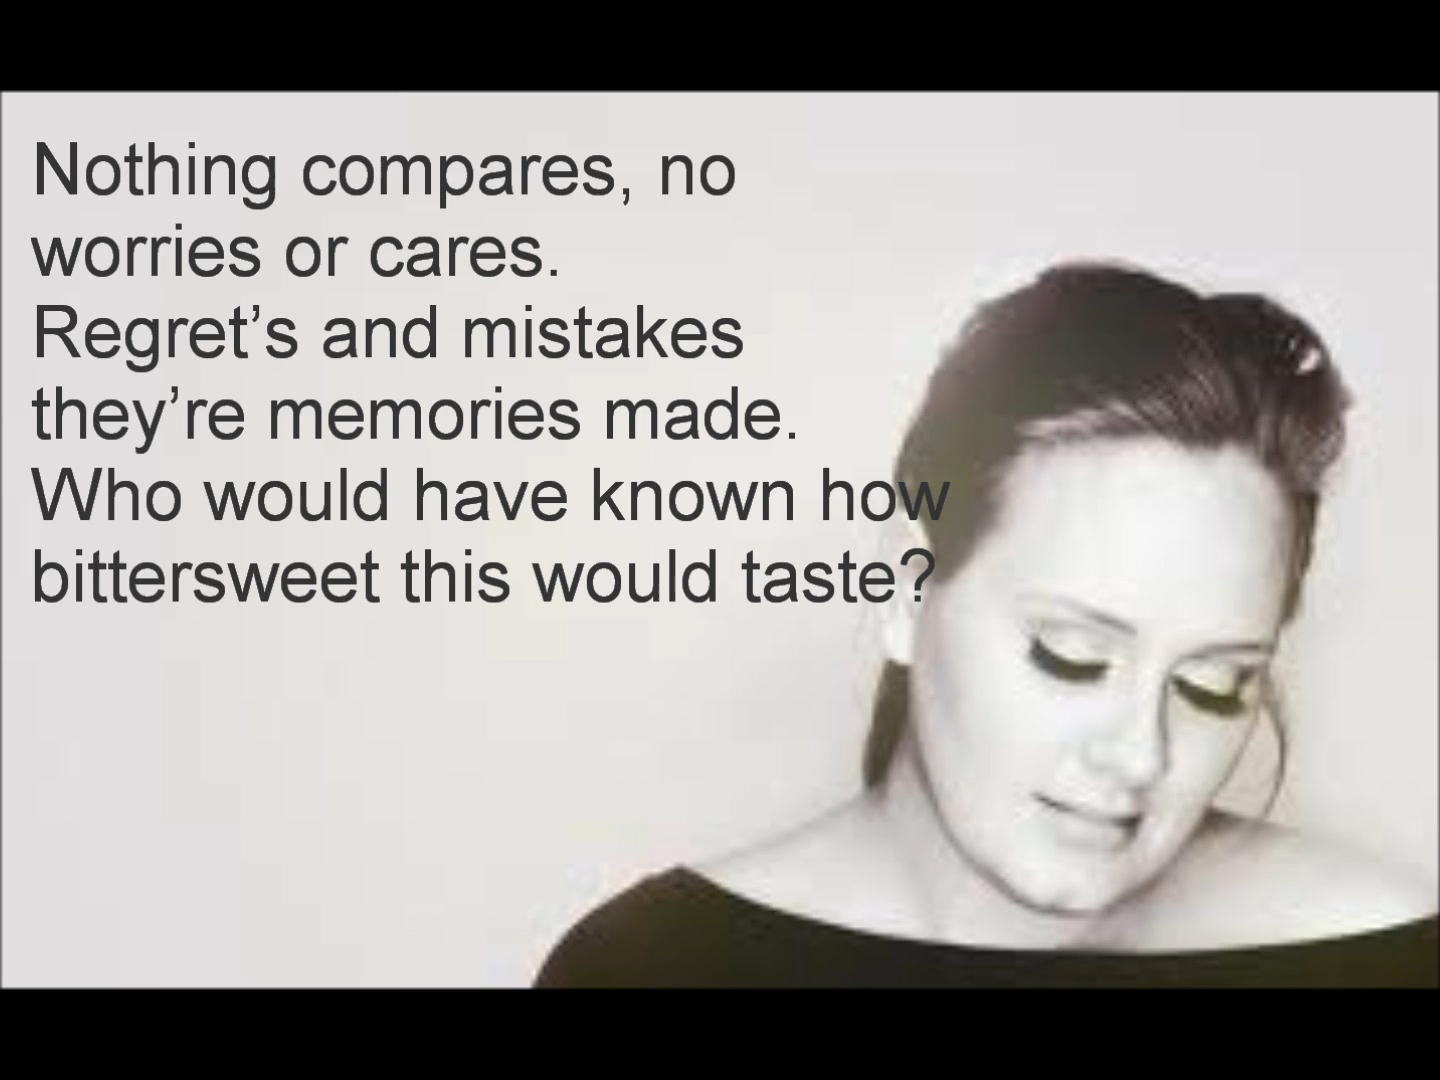 Nothing compares, no
worries or cares.
Regret’s and mistakes
they’re memories made.
Who would have known how
bittersweet this would taste?